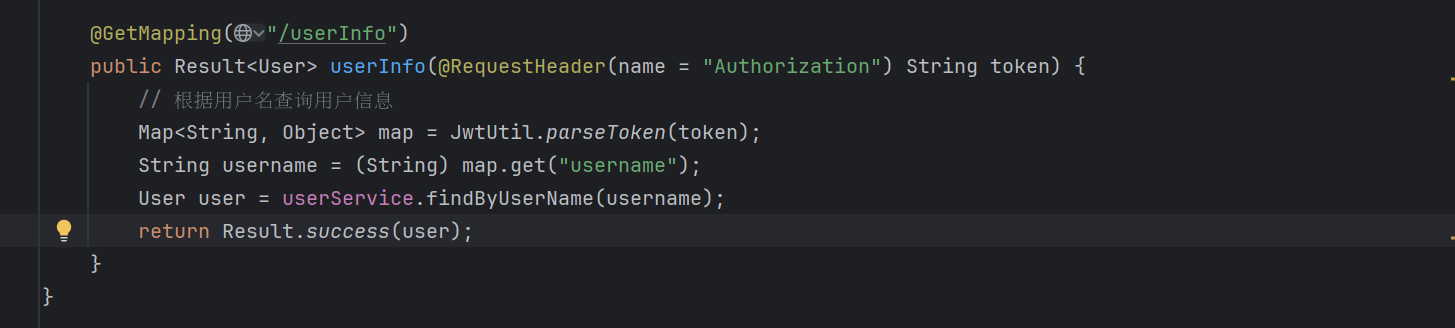 @GetMapping("/userInfo")
public Result<User> userInfo(@RequestHeader(name = "Authorization") String token) {
// 根据用户名查询用户信息
Map<String, Object> map = JwtUtil.parseToken(token);
String username = (String) map.get("username");
User user = userService.findByUserName(username);
return Result.success(user);
}
}